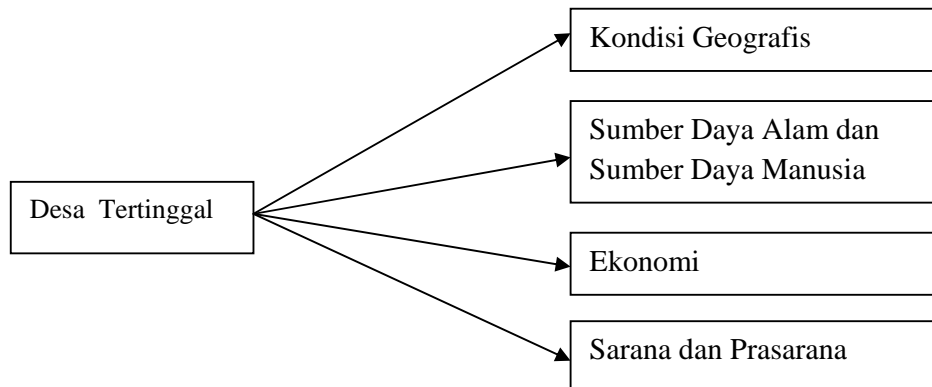 Kondisi Geografis
Sumber Daya Alam dan
Sumber Daya Manusia
Desa Tertinggal
Ekonomi
Sarana dan Prasarana